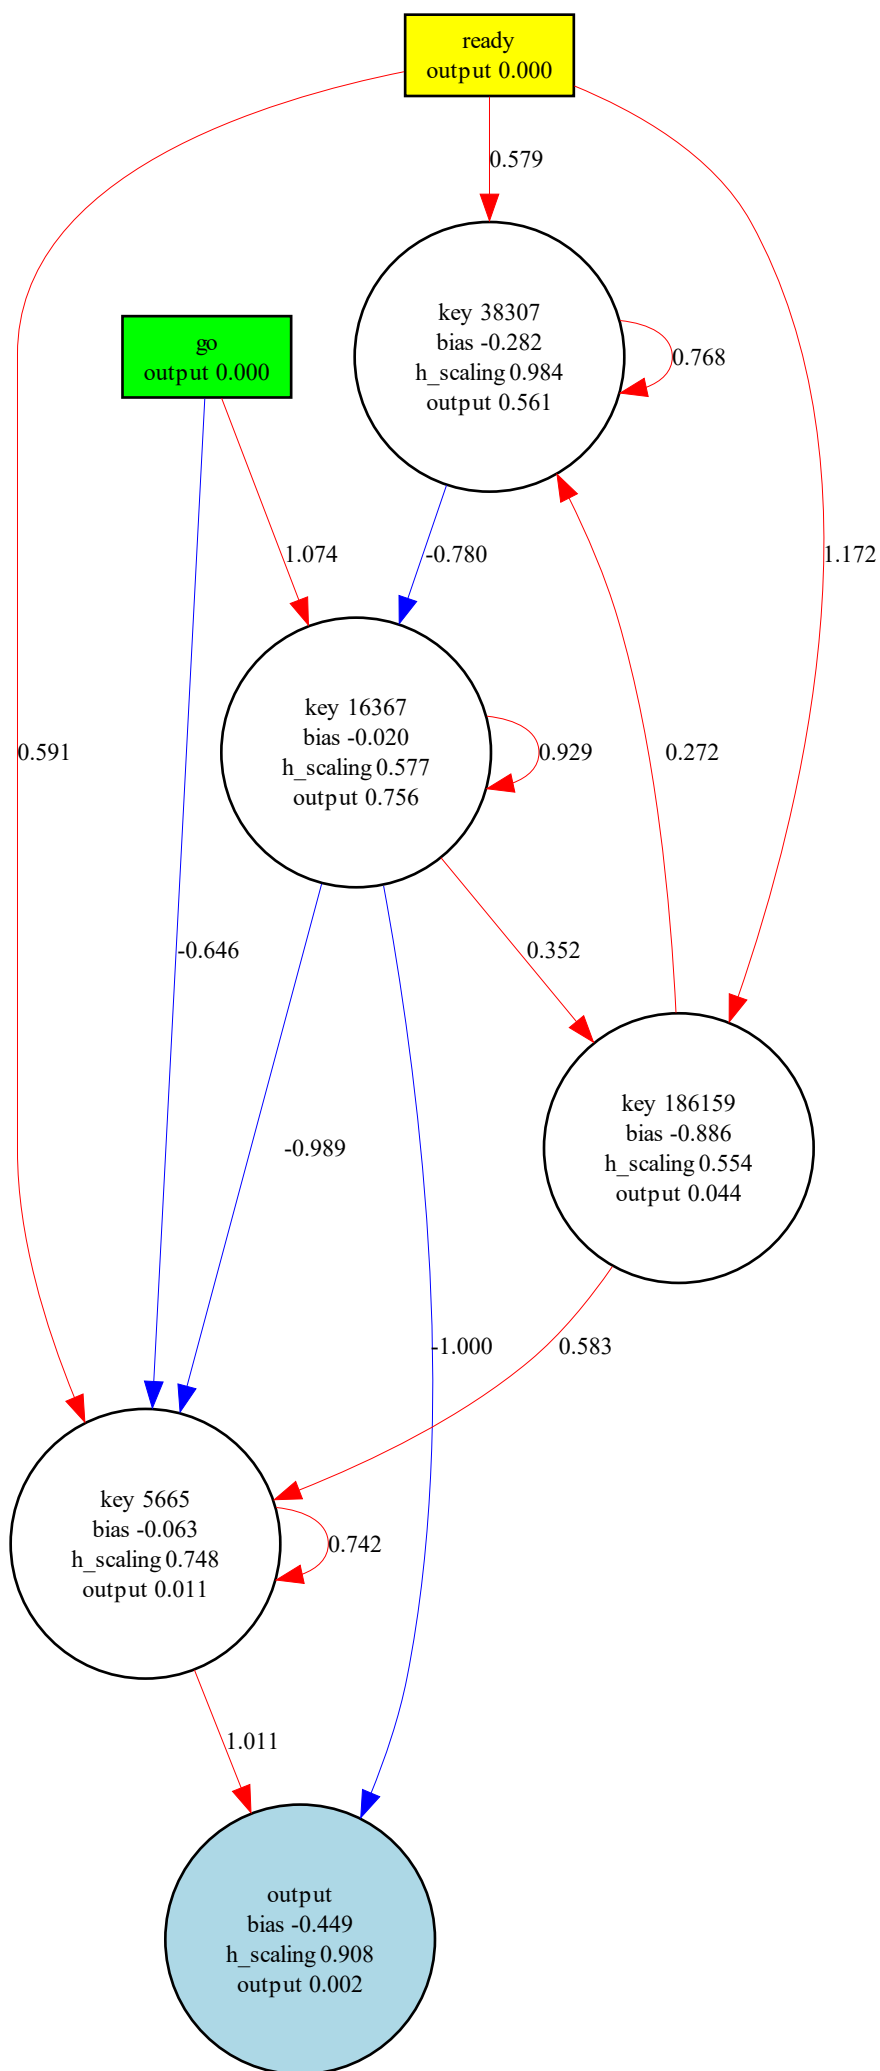 ready
output 0.000
0.579
key 38307
bias -0.282
h_scaling 0.984
output 0.561
0.768
go
output 0.000
1.074
-0.780
1.172
key 16367
bias -0.020
h_scaling 0.577
output 0.756
0.591
0.929
0.272
-0.646
0.352
key 186159
bias -0.886
h_scaling 0.554
output 0.044
-0.989
-1.000
0.583
key 5665
bias -0.063
h_scaling 0.748
output 0.011
0.742
1.011
output
bias -0.449
h_scaling 0.908
output 0.002